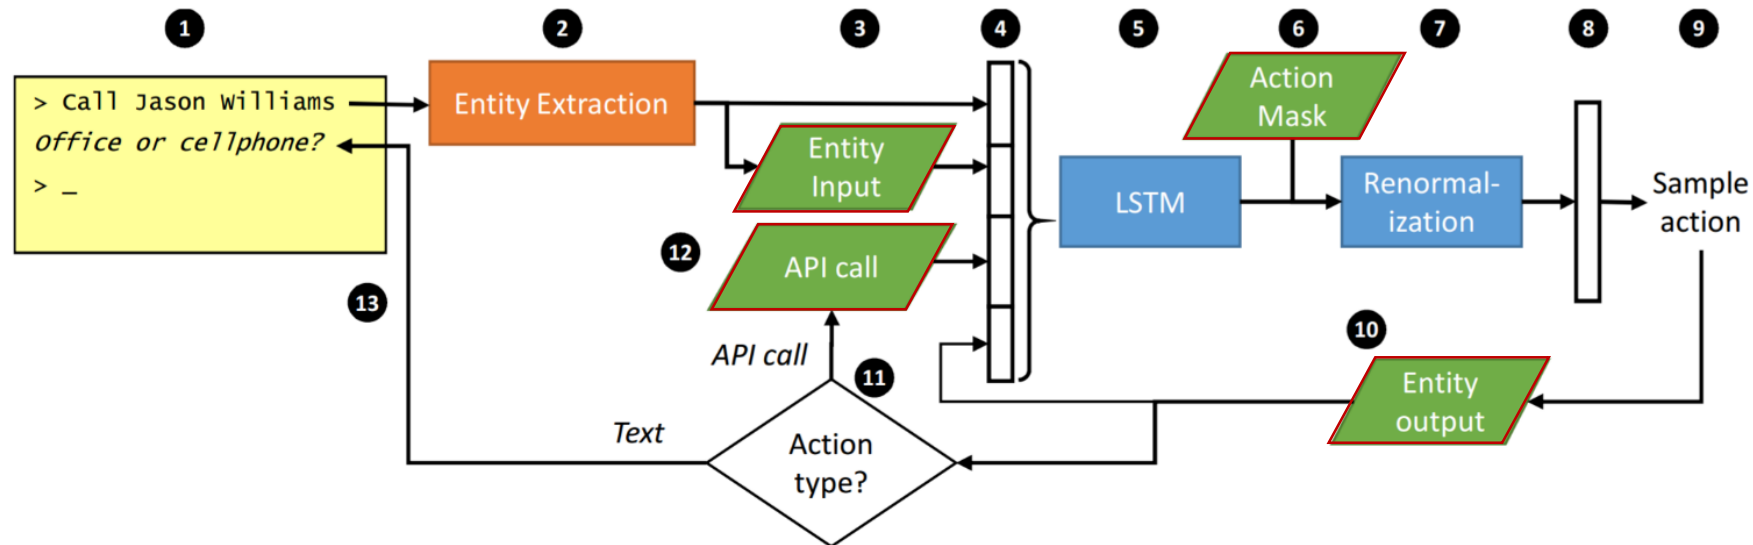 1
2
3
4
5
6
7
8
9
> Call Jason Williams
Office or cellphone?
> _
Entity Extraction
Entity
Input
12
API call
LSTM
Action
Mask
Renormal-
ization
Sample
action
13
API call
11
10
Entity
output
Text
Action
type?